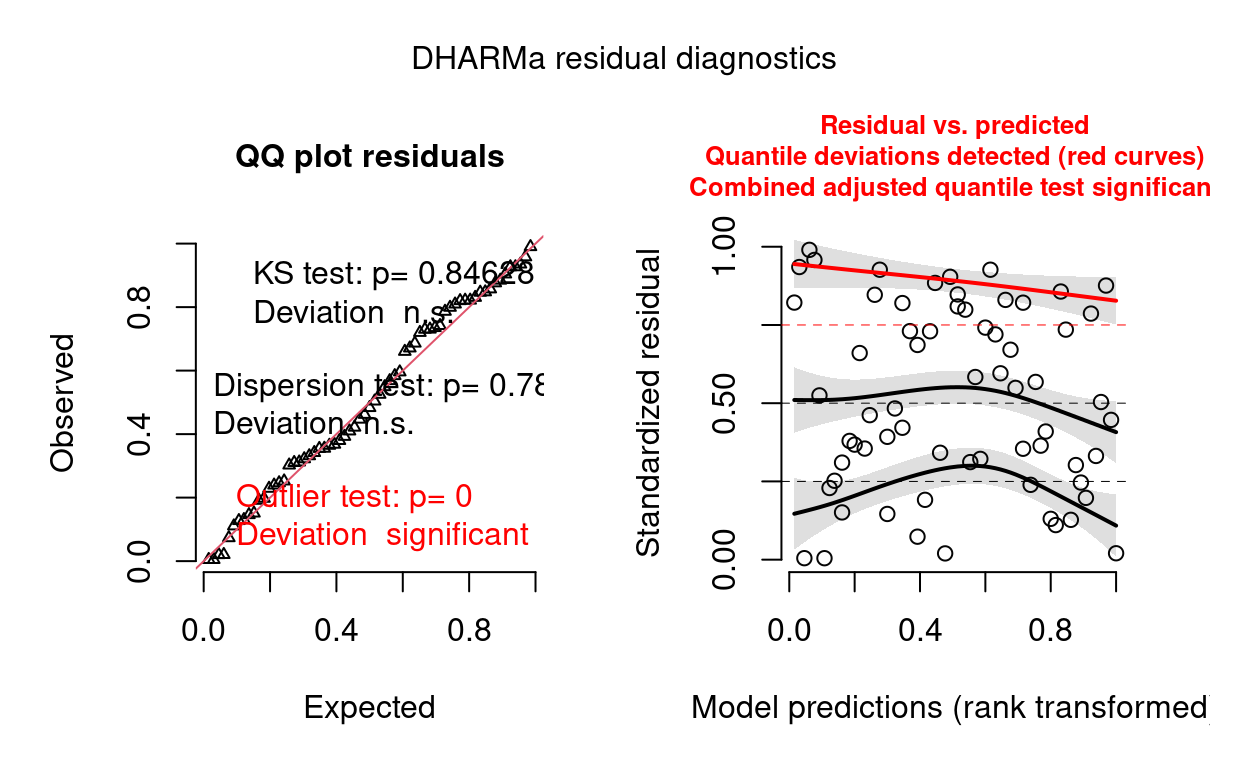 DHARMa residual diagnostics
QQ plot residuals
KS test: p= 0.84628
Deviation n.s.
Dispersion test: p= 0.78
Deviation n.s.
Outlier test: p= 0
Deviation significant
Observed
0.0
0.4
0.8
0.0
0.4
0.8
Expected
Residual vs. predicted
Quantile deviations detected (red curves)
Combined adjusted quantile test significan
Standardized residual
0.00
0.50
1.00
0.0
0.4
0.8
Model predictions (rank transformed)